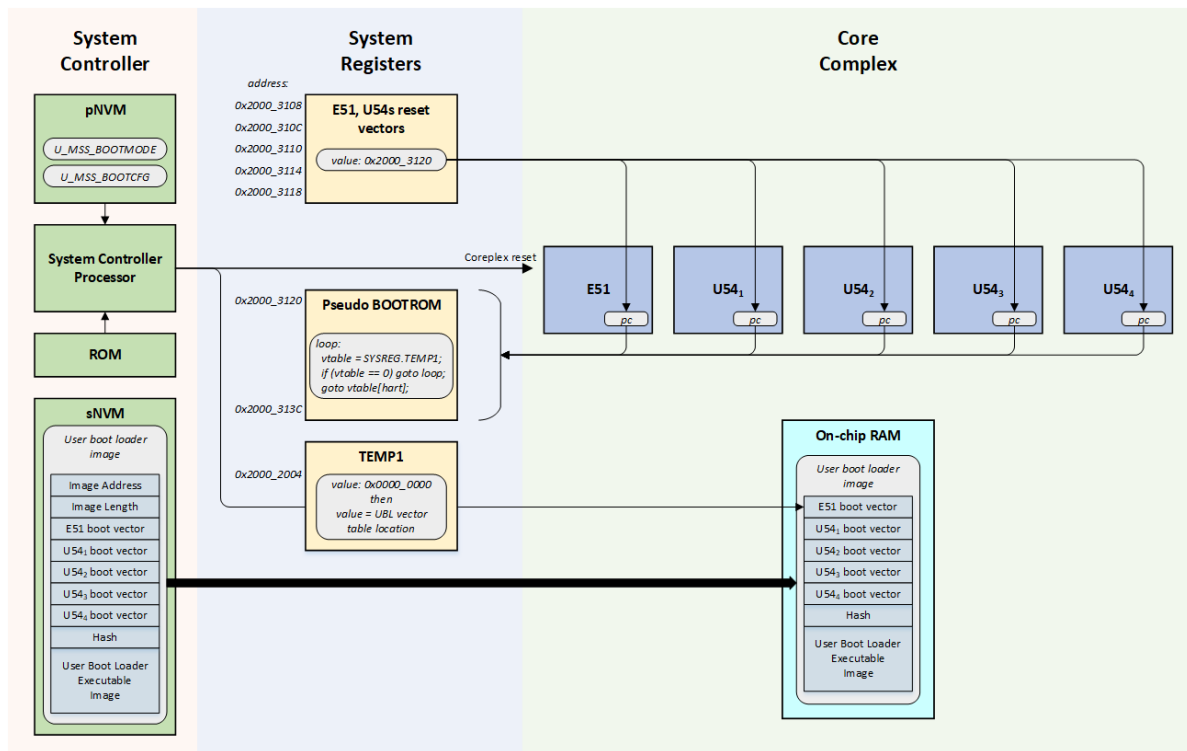 System
Controller
System
Registers
Core
Complex
pNVM
U_MSS_BOOTMODE
U_MSS_BOOTCFG
System Controller
Processor
ROM
sNVM
User boot loader
image
Image Address
Image Length
E51 boot vector
U54₁ boot vector
U54₂ boot vector
U54₃ boot vector
U54₄ boot vector
Hash
User Boot Loader
Executable
Image
address:
0x2000_3108
0x2000_310C
0x2000_3110
0x2000_3114
0x2000_3118
E51, U54s reset
vectors
value: 0x2000_3120
Coreplex reset
0x2000_3120
Pseudo BOOTROM
loop:
vtable = SYSREG.TEMP1;
if (vtable == 0) goto loop;
goto vtable[hart];
0x2000_313C
TEMP1
0x2000_2004
value: 0x0000_0000
then
value = UBL vector
table location
E51
pc
U54₁
pc
U54₂
pc
U54₃
pc
U54₄
pc
On-chip RAM
User boot loader
image
E51 boot vector
U54₁ boot vector
U54₂ boot vector
U54₃ boot vector
U54₄ boot vector
Hash
User Boot Loader
Executable
Image